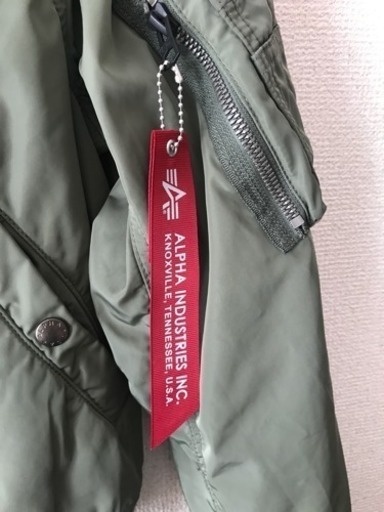 ALPHA INDUSTRIES INC.
KNOXVILLE, TENNESSEE, U.S.A.